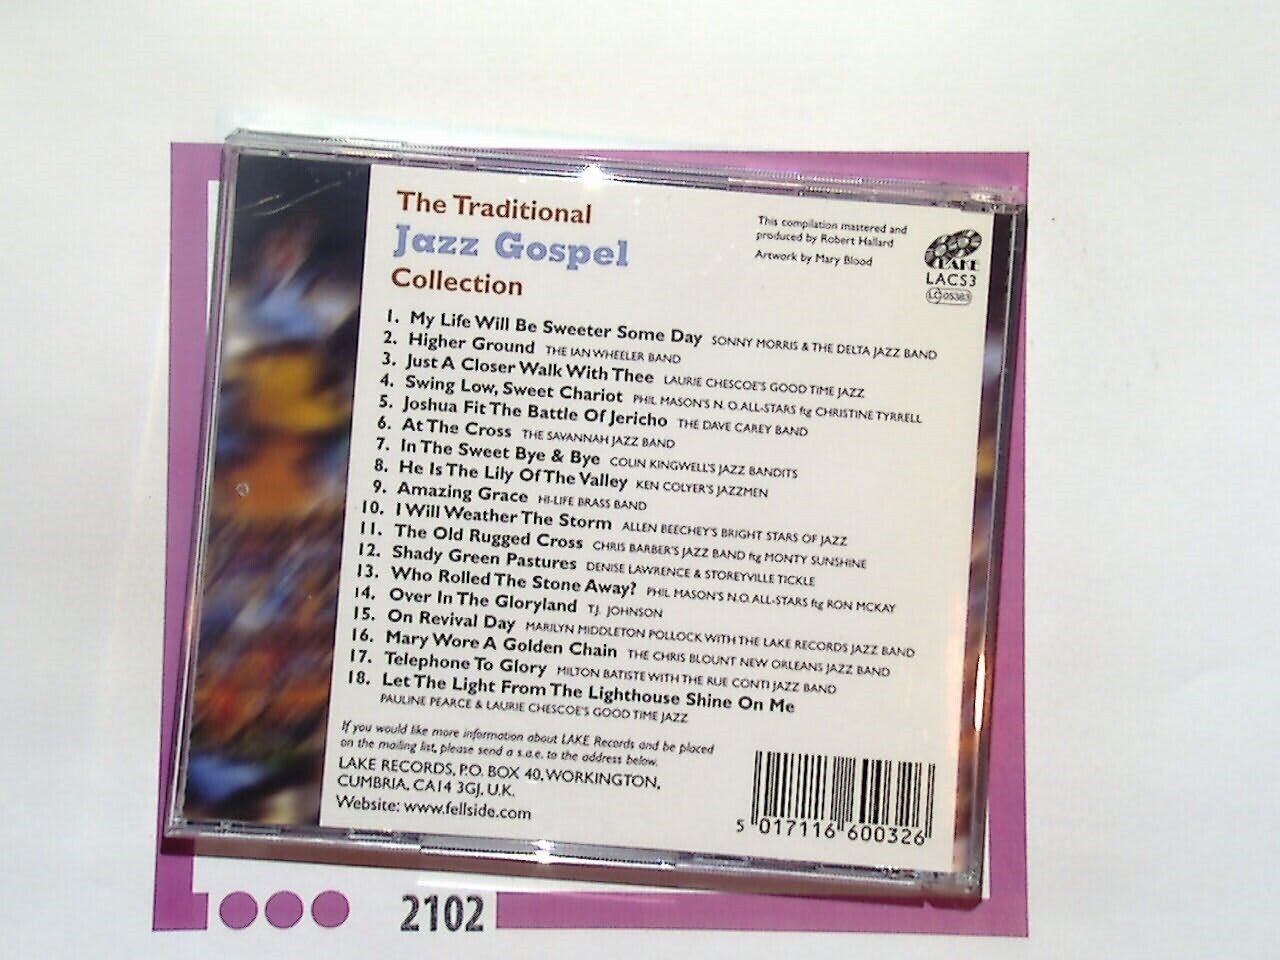 The Traditional
Jazz Gospel
Collection
This compilation mastered and
produced by Robert Hallard
Artwork by Mary Blood
LAKE
LACS3
LC 05383
1. My Life Will Be Sweeter Some Day SONNY MORRIS & THE DELTA JAZZ BAND
2. Higher Ground THE IAN WHEELER BAND
3. Just A Closer Walk With Thee LAURIE CHESCOE'S GOOD TIME JAZZ
4. Swing Low, Sweet Chariot PHIL MASON'S N. O. ALL-STARS ftg CHRISTINE TYRRELL
5. Joshua Fit The Battle Of Jericho THE DAVE CAREY BAND
6. At The Cross THE SAVANNAH JAZZ BAND
7. In The Sweet Bye & Bye COLIN KINGWELL'S JAZZ BANDITS
8. He Is The Lily Of The Valley KEN COLYER'S JAZZMEN
9. Amazing Grace HI-LIFE BRASS BAND
10. I Will Weather The Storm ALLEN BEECHEY'S BRIGHT STARS OF JAZZ
11. The Old Rugged Cross CHRIS BARBER'S JAZZ BAND ftg MONTY SUNSHINE
12. Shady Green Pastures DENISE LAWRENCE & STOREYVILLE TICKLE
13. Who Rolled The Stone Away? PHIL MASON'S N.O. ALL-STARS ftg RON MCKAY
14. Over In The Gloryland T.J. JOHNSON
15. On Revival Day MARILYN MIDDLETON POLLOCK WITH THE LAKE RECORDS JAZZ BAND
16. Mary Wore A Golden Chain THE CHRIS BLOUNT NEW ORLEANS JAZZ BAND
17. Telephone To Glory MILTON BATISTE WITH THE RUE CONTI JAZZ BAND
18. Let The Light From The Lighthouse Shine On Me
PAULINE PEARCE & LAURIE CHESCOE'S GOOD TIME JAZZ
If you would like more information about LAKE Records and be placed
on the mailing list, please send a s.a.e. to the address below.
LAKE RECORDS, P.O. BOX 40, WORKINGTON,
CUMBRIA, CA14 3GJ, U.K.
Website: www.fellside.com
5 017116 600326
2102